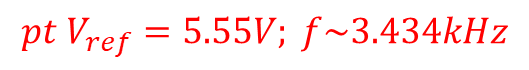 pt V_ref = 5.55V; f~3.434kHz